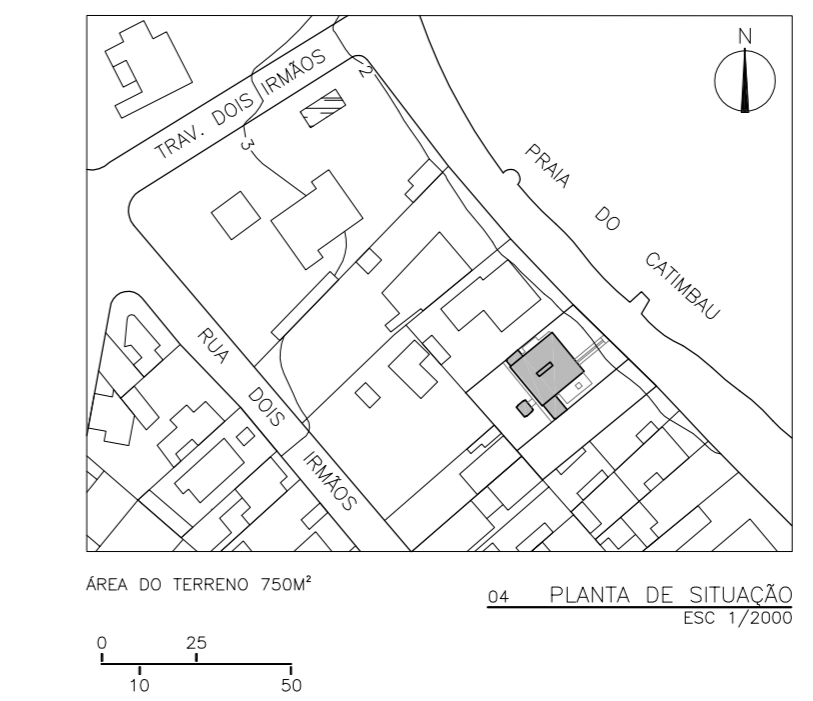 N
TRAV. DOIS IRMÃOS
2
3
PRAIA DO CATIMBAU
RUA DOIS IRMÃOS
ÁREA DO TERRENO 750M²
04 PLANTA DE SITUAÇÃO
ESC 1/2000
0 25
10 50